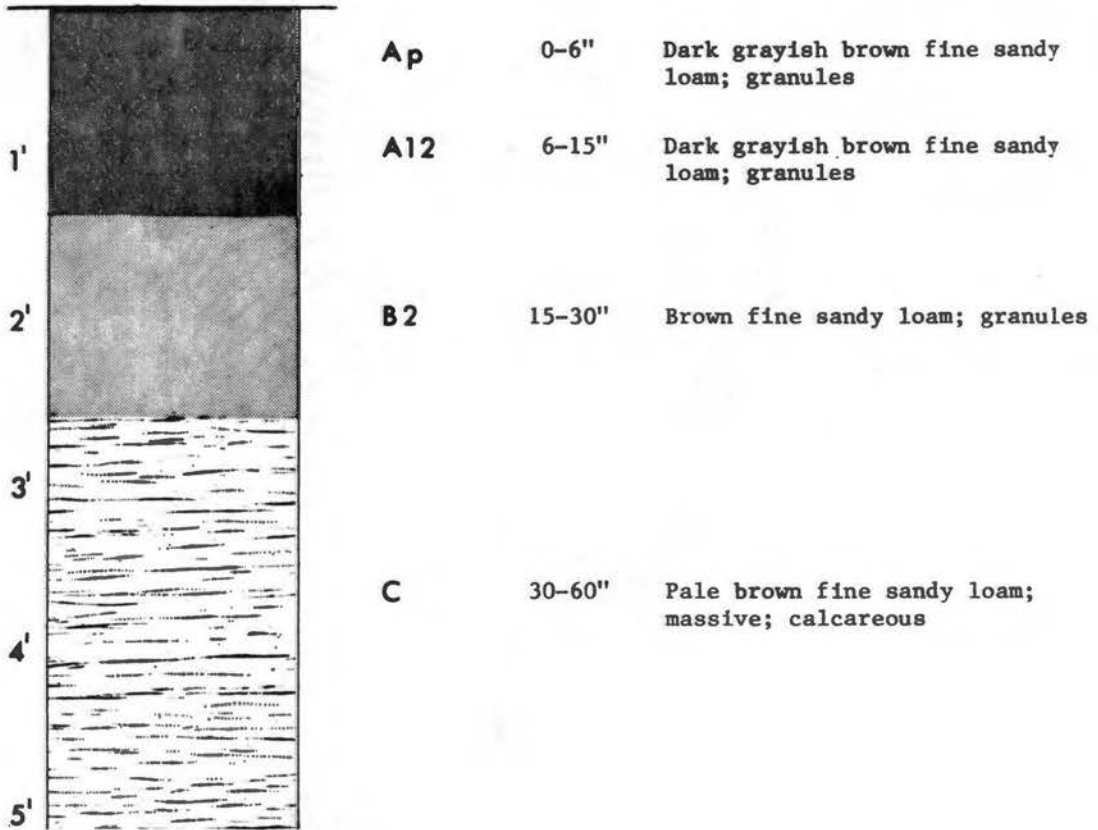 Ap 0-6" Dark grayish brown fine sandy
loam; granules
1' A12 6-15" Dark grayish brown fine sandy
loam; granules
2' B2 15-30" Brown fine sandy loam; granules
3'
C 30-60" Pale brown fine sandy loam;
massive; calcareous
4'
5'